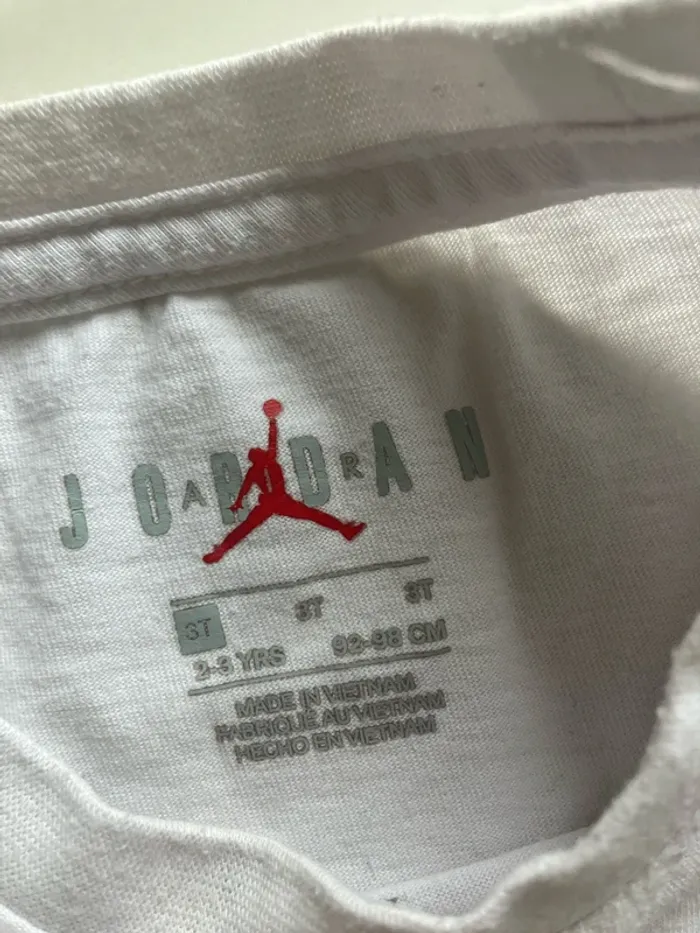 JORDAN
AIR
3T 3T 3T
2-3 YRS 92-98 CM
MADE IN VIETNAM
FABRIQUÉ AU VIETNAM
HECHO EN VIETNAM